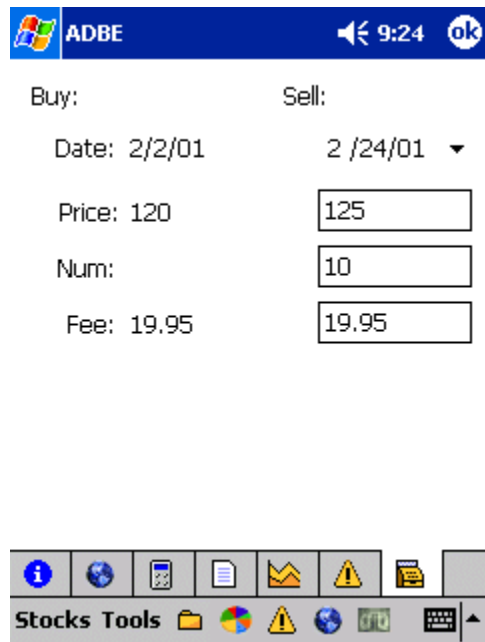 ADBE 9:24 ok
Buy: Sell:
Date: 2/2/01 2 /24/01
Price: 120 125
Num: 10
Fee: 19.95 19.95
Stocks Tools